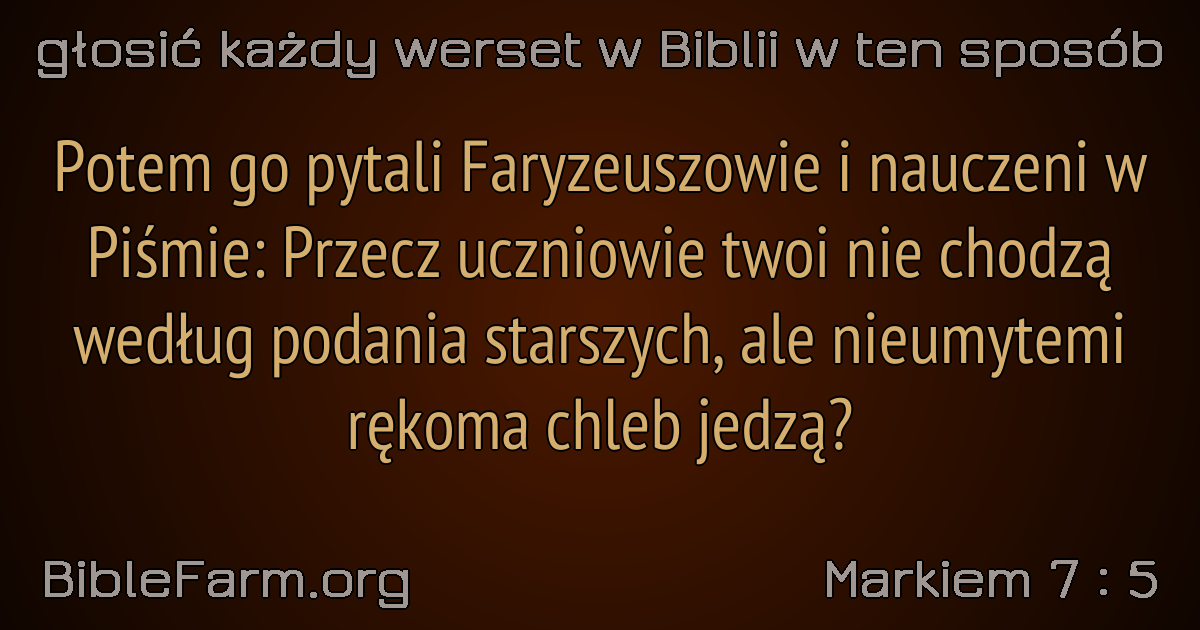 głosić każdy werset w Biblii w ten sposób
Potem go pytali Faryzeuszowie i nauczeni w
Piśmie: Przecz uczniowie twoi nie chodzą
według podania starszych, ale nieumytemi
rękoma chleb jedzą?
BibleFarm.org
Markiem 7 : 5